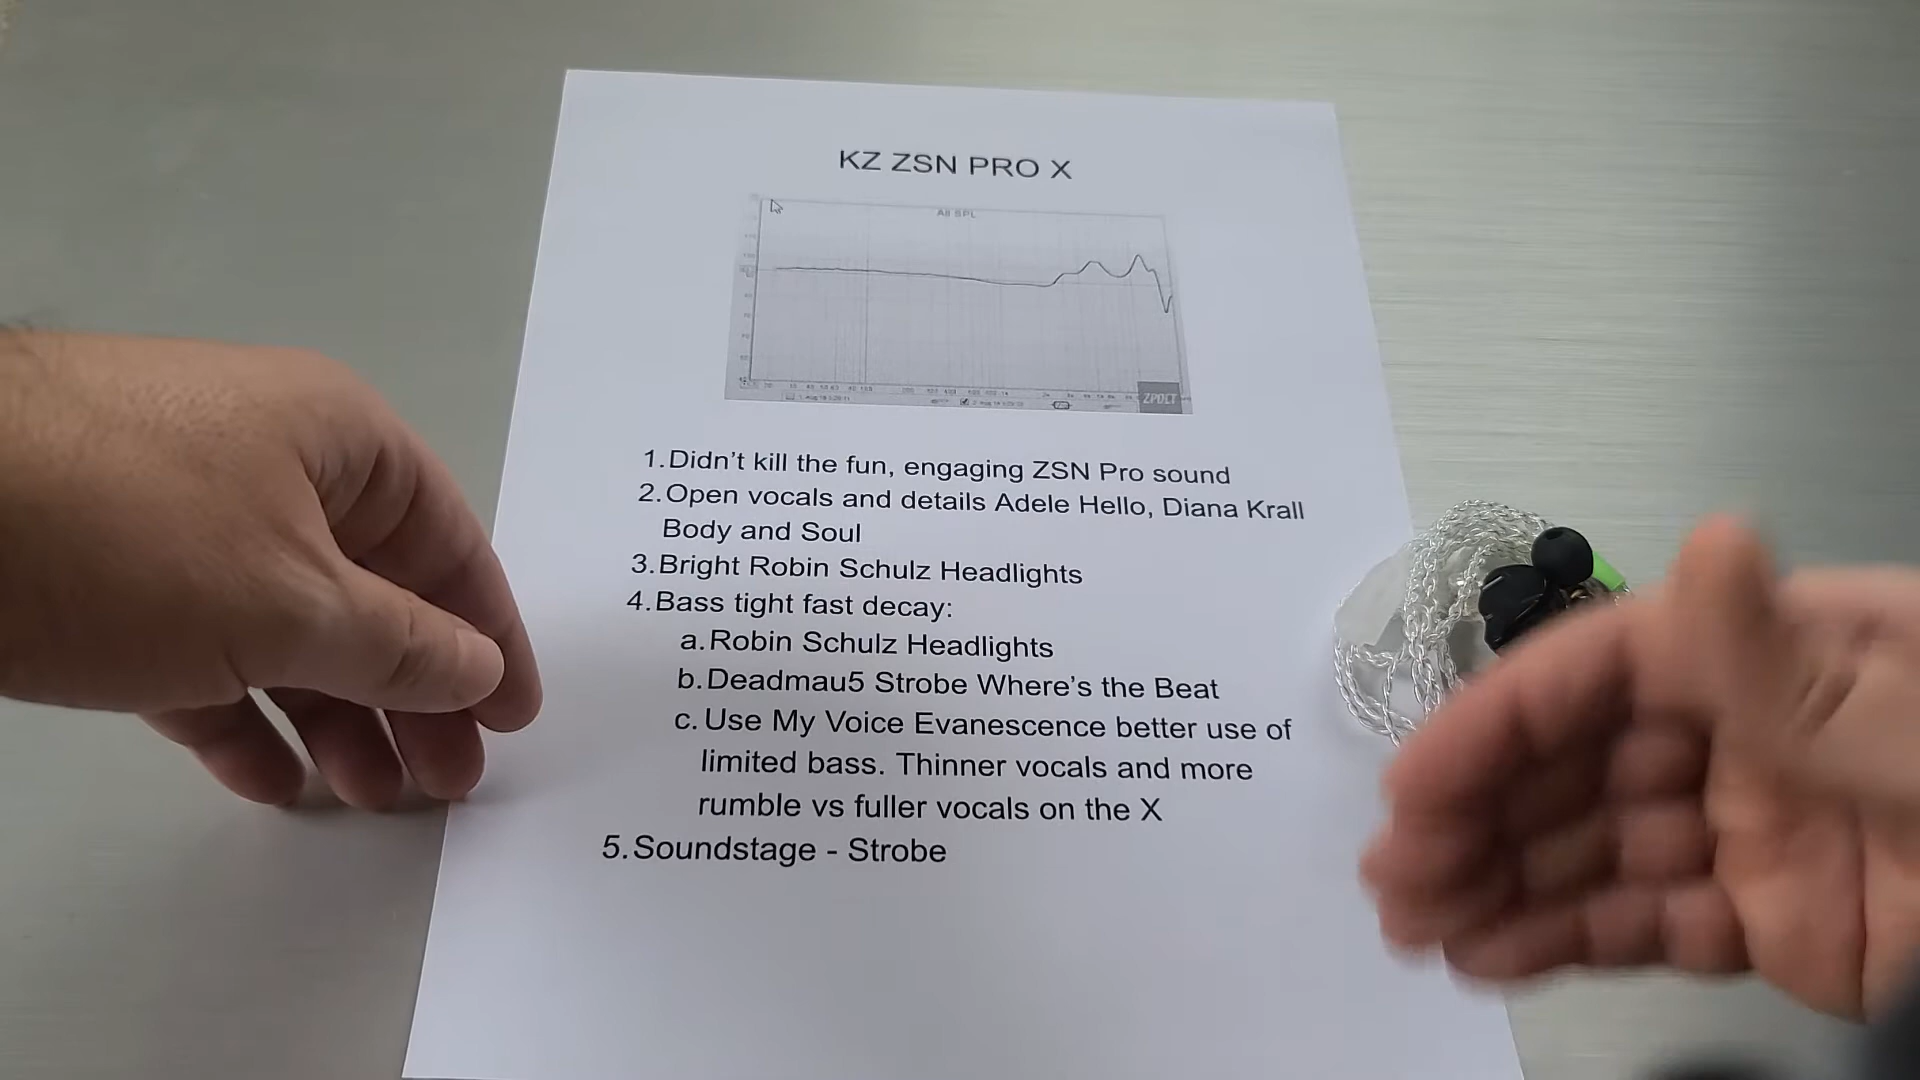 KZ ZSN PRO X
All SPL
ZPOLT
1. Didn't kill the fun, engaging ZSN Pro sound
2. Open vocals and details Adele Hello, Diana Krall
Body and Soul
3. Bright Robin Schulz Headlights
4. Bass tight fast decay:
a. Robin Schulz Headlights
b. Deadmau5 Strobe Where's the Beat
c. Use My Voice Evanescence better use of
limited bass. Thinner vocals and more
rumble vs fuller vocals on the X
5. Soundstage - Strobe